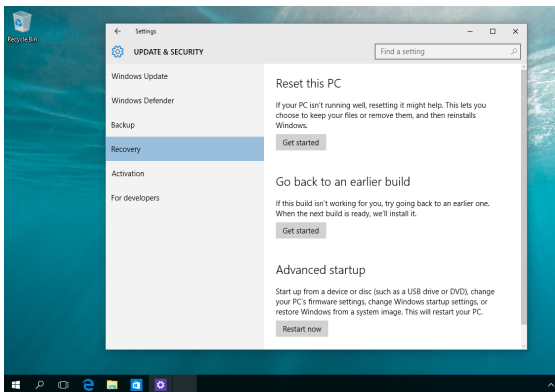 Recycle Bin
Settings
UPDATE & SECURITY
Find a setting
Windows Update
Windows Defender
Backup
Recovery
Activation
For developers
Reset this PC
If your PC isn't running well, resetting it might help. This lets you
choose to keep your files or remove them, and then reinstalls
Windows.
Get started
Go back to an earlier build
If this build isn't working for you, try going back to an earlier one.
When the next build is ready, we'll install it.
Get started
Advanced startup
Start up from a device or disc (such as a USB drive or DVD), change
your PC's firmware settings, change Windows startup settings, or
restore Windows from a system image. This will restart your PC.
Restart now